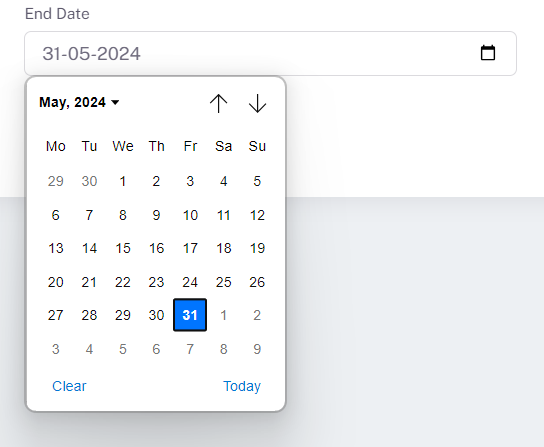 End Date
31-05-2024
May, 2024
Mo Tu We Th Fr Sa Su
29 30 1 2 3 4 5
6 7 8 9 10 11 12
13 14 15 16 17 18 19
20 21 22 23 24 25 26
27 28 29 30 31 1 2
3 4 5 6 7 8 9
Clear Today